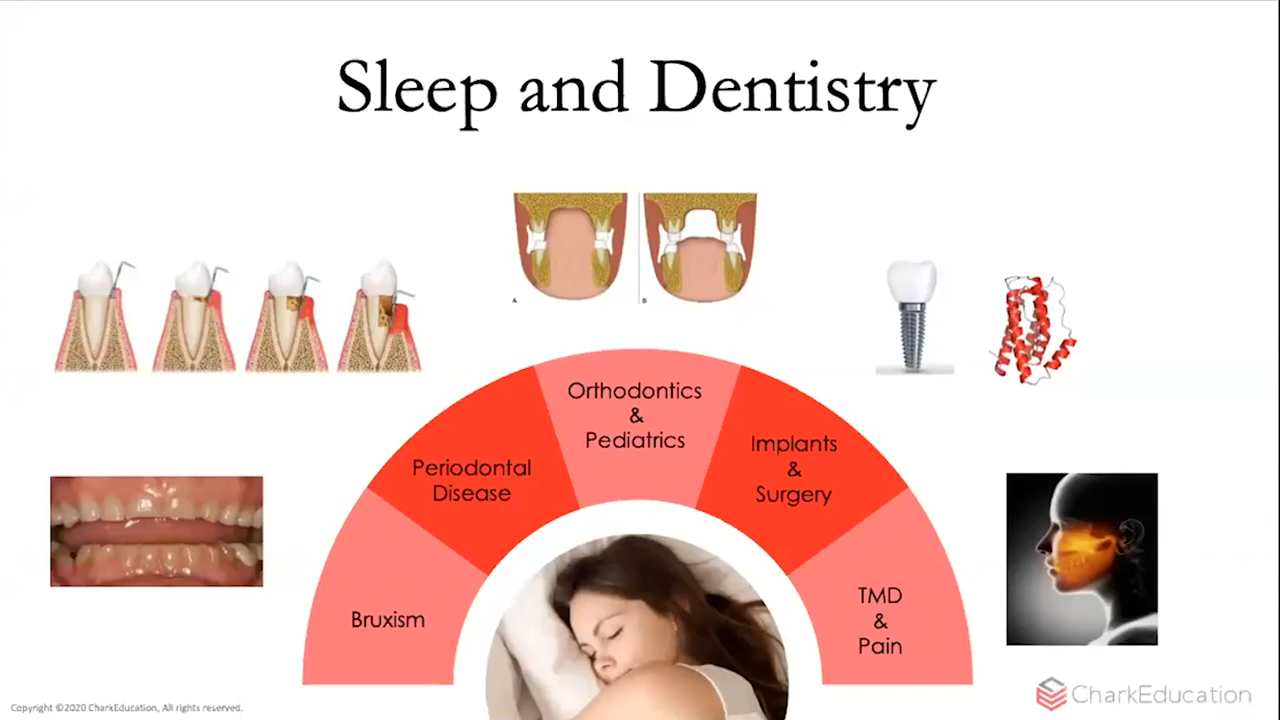 Sleep and Dentistry
A
B
Orthodontics
&
Pediatrics
Periodontal
Disease
Implants
&
Surgery
Bruxism
TMD
&
Pain
Copyright ©2020 CharkEducation, All rights reserved.
CharkEducation